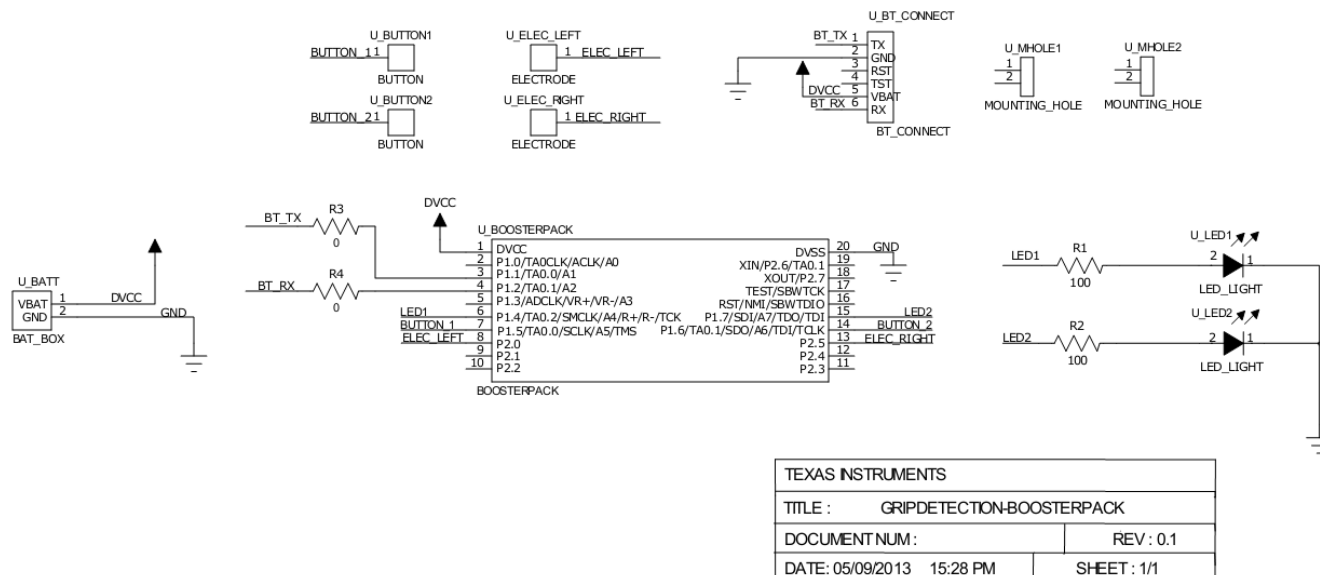 U_BUTTON1
BUTTON_1 1
BUTTON
U_BUTTON2
BUTTON_2 1
BUTTON
U_ELEC_LEFT
1 ELEC_LEFT
ELECTRODE
U_ELEC_RIGHT
1 ELEC_RIGHT
ELECTRODE
U_BT_CONNECT
BT_TX 1 TX
2 GND
3 RST
4 TST
DVCC 5 VBAT
BT_RX 6 RX
BT_CONNECT
U_MHOLE1
1
2
MOUNTING_HOLE
U_MHOLE2
1
2
MOUNTING_HOLE
U_BATT
VBAT 1 DVCC
GND 2 GND
BAT_BOX
BT_TX R3
0
BT_RX R4
0
DVCC
U_BOOSTERPACK
1 DVCC
2 P1.0/TA0CLK/ACLK/A0
3 P1.1/TA0.0/A1
4 P1.2/TA0.1/A2
5 P1.3/ADCLK/VR+/VR-/A3
LED1 6 P1.4/TA0.2/SMCLK/A4/R+/R-/TCK
BUTTON_1 7 P1.5/TA0.0/SCLK/A5/TMS
ELEC_LEFT 8 P2.0
9 P2.1
10 P2.2
DVSS 20 GND
XIN/P2.6/TA0.1 19
XOUT/P2.7 18
TEST/SBWTCK 17
RST/NMI/SBWTDIO 16
P1.7/SDI/A7/TDO/TDI 15 LED2
P1.6/TA0.1/SDO/A6/TDI/TCLK 14 BUTTON_2
P2.5 13 ELEC_RIGHT
P2.4 12
P2.3 11
BOOSTERPACK
LED1 R1
100
U_LED1
2 1
LED_LIGHT
LED2 R2
100
U_LED2
2 1
LED_LIGHT
TEXAS INSTRUMENTS
TITLE : GRIPDETECTION-BOOSTERPACK
DOCUMENT NUM : REV : 0.1
DATE: 05/09/2013 15:28 PM SHEET : 1/1